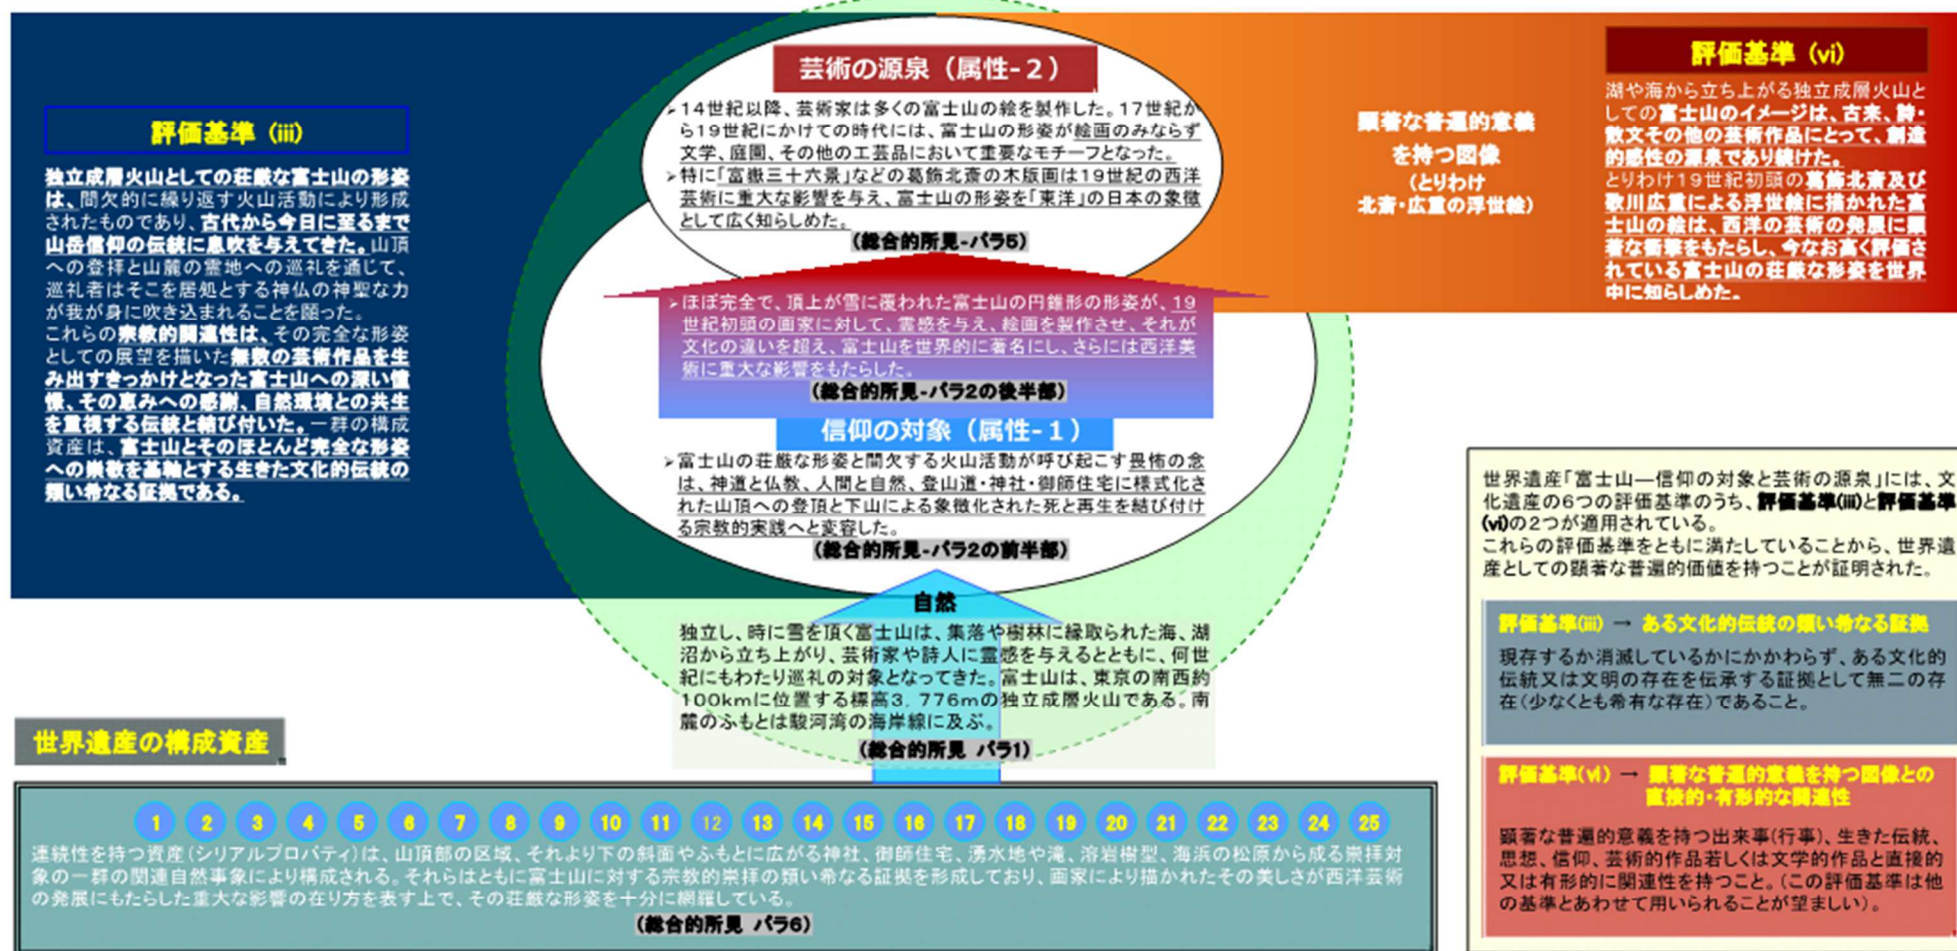 評価基準 (iii)
独立成層火山としての荘厳な富士山の形姿
は、間欠的に繰り返す火山活動により形成
されたものであり、古代から今日に至るまで
山岳信仰の伝統に息吹を与えてきた。山頂
への登拝と山麓の霊地への巡礼を通じて、
巡礼者はそこを居処とする神仏の神聖な力
が我が身に吹き込まれることを願った。
これらの宗教的関連性は、その完全な形姿
としての展望を描いた無数の芸術作品を生
み出すきっかけとなった富士山への深い憧
憬、その恵みへの感謝、自然環境との共生
を重視する伝統と結び付いた。一群の構成
資産は、富士山とそのほとんど完全な形姿
への崇敬を基軸とする生きた文化的伝統の
類い希なる証拠である。
芸術の源泉（属性-2）
➢14世紀以降、芸術家は多くの富士山の絵を製作した。17世紀か
ら19世紀にかけての時代には、富士山の形姿が絵画のみならず
文学、庭園、その他の工芸品において重要なモチーフとなった。
➢特に「富嶽三十六景」などの葛飾北斎の木版画は19世紀の西洋
芸術に重大な影響を与え、富士山の形姿を「東洋」の日本の象徴
として広く知らしめた。
(総合的所見-パラ5)
➢ほぼ完全で、頂上が雪に覆われた富士山の円錐形の形姿が、19
世紀初頭の画家に対して、霊感を与え、絵画を製作させ、それが
文化の違いを超え、富士山を世界的に著名にし、さらには西洋美
術に重大な影響をもたらした。
(総合的所見-パラ2の後半部)
信仰の対象（属性-1）
➢富士山の荘厳な形姿と間欠する火山活動が呼び起こす畏怖の念
は、神道と仏教、人間と自然、登山道・神社・御師住宅に様式化さ
れた山頂への登頂と下山による象徴化された死と再生を結び付け
る宗教的実践へと変容した。
(総合的所見-パラ2の前半部)
自然
独立し、時に雪を頂く富士山は、集落や樹林に縁取られた海、湖
沼から立ち上がり、芸術家や詩人に霊感を与えるとともに、何世
紀にもわたり巡礼の対象となってきた。富士山は、東京の南西約
100kmに位置する標高3,776mの独立成層火山である。南
麓のふもとは駿河湾の海岸線に及ぶ。
(総合的所見 パラ1)
顕著な普遍的意義
を持つ図像
(とりわけ
北斎・広重の浮世絵)
評価基準 (vi)
湖や海から立ち上がる独立成層火山と
しての富士山のイメージは、古来、詩・
散文その他の芸術作品にとって、創造
的感性の源泉であり続けた。
とりわけ19世紀初頭の葛飾北斎及び
歌川広重による浮世絵に描かれた富
士山の絵は、西洋の芸術の発展に顕
著な衝撃をもたらし、今なお高く評価さ
れている富士山の荘厳な形姿を世界
中に知らしめた。
世界遺産「富士山―信仰の対象と芸術の源泉」には、文
化遺産の6つの評価基準のうち、評価基準(iii)と評価基準
(vi)の2つが適用されている。
これらの評価基準をともに満たしていることから、世界遺
産としての顕著な普遍的価値を持つことが証明された。
評価基準(iii) → ある文化的伝統の類い希なる証拠
現存するか消滅しているかにかかわらず、ある文化的
伝統又は文明の存在を伝承する証拠として無二の存
在(少なくとも希有な存在)であること。
評価基準(vi) → 顕著な普遍的意義を持つ図像との
直接的・有形的な関連性
顕著な普遍的意義を持つ出来事(行事)、生きた伝統、
思想、信仰、芸術的作品若しくは文学的作品と直接的
又は有形的に関連性を持つこと。(この評価基準は他
の基準とあわせて用いられることが望ましい)。
世界遺産の構成資産
1 2 3 4 5 6 7 8 9 10 11 12 13 14 15 16 17 18 19 20 21 22 23 24 25
連続性を持つ資産(シリアルプロパティ)は、山頂部の区域、それより下の斜面やふもとに広がる神社、御師住宅、湧水地や滝、溶岩樹型、海浜の松原から成る崇拝対
象の一群の関連自然事象により構成される。それらはともに富士山に対する宗教的崇拝の類い希なる証拠を形成しており、画家により描かれたその美しさが西洋芸術
の発展にもたらした重大な影響の在り方を表す上で、その荘厳な形姿を十分に網羅している。
(総合的所見 パラ6)